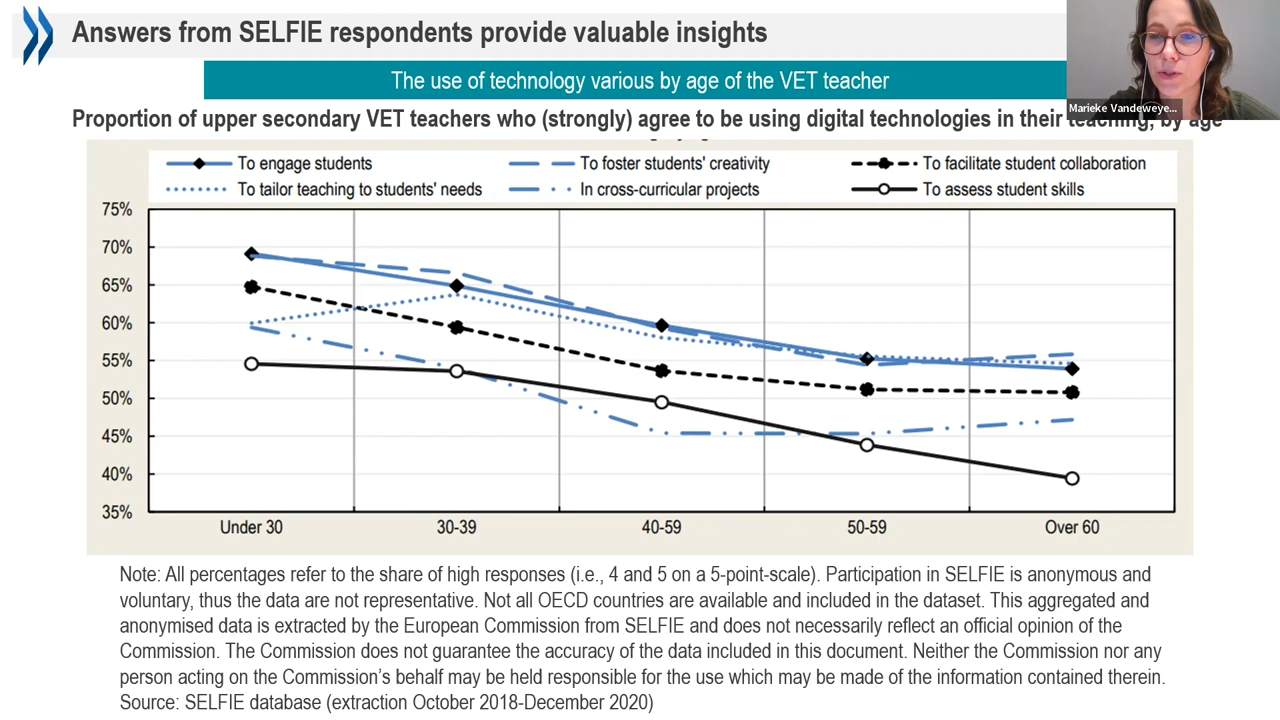 Answers from SELFIE respondents provide valuable insights
The use of technology various by age of the VET teacher
Marieke Vandeweye...
Proportion of upper secondary VET teachers who (strongly) agree to be using digital technologies in their teaching, by age
To engage students
To foster students' creativity
To facilitate student collaboration
To tailor teaching to students' needs
In cross-curricular projects
To assess student skills
75%
70%
65%
60%
55%
50%
45%
40%
35%
Under 30
30-39
40-59
50-59
Over 60
Note: All percentages refer to the share of high responses (i.e., 4 and 5 on a 5-point-scale). Participation in SELFIE is anonymous and
voluntary, thus the data are not representative. Not all OECD countries are available and included in the dataset. This aggregated and
anonymised data is extracted by the European Commission from SELFIE and does not necessarily reflect an official opinion of the
Commission. The Commission does not guarantee the accuracy of the data included in this document. Neither the Commission nor any
person acting on the Commission's behalf may be held responsible for the use which may be made of the information contained therein.
Source: SELFIE database (extraction October 2018-December 2020)